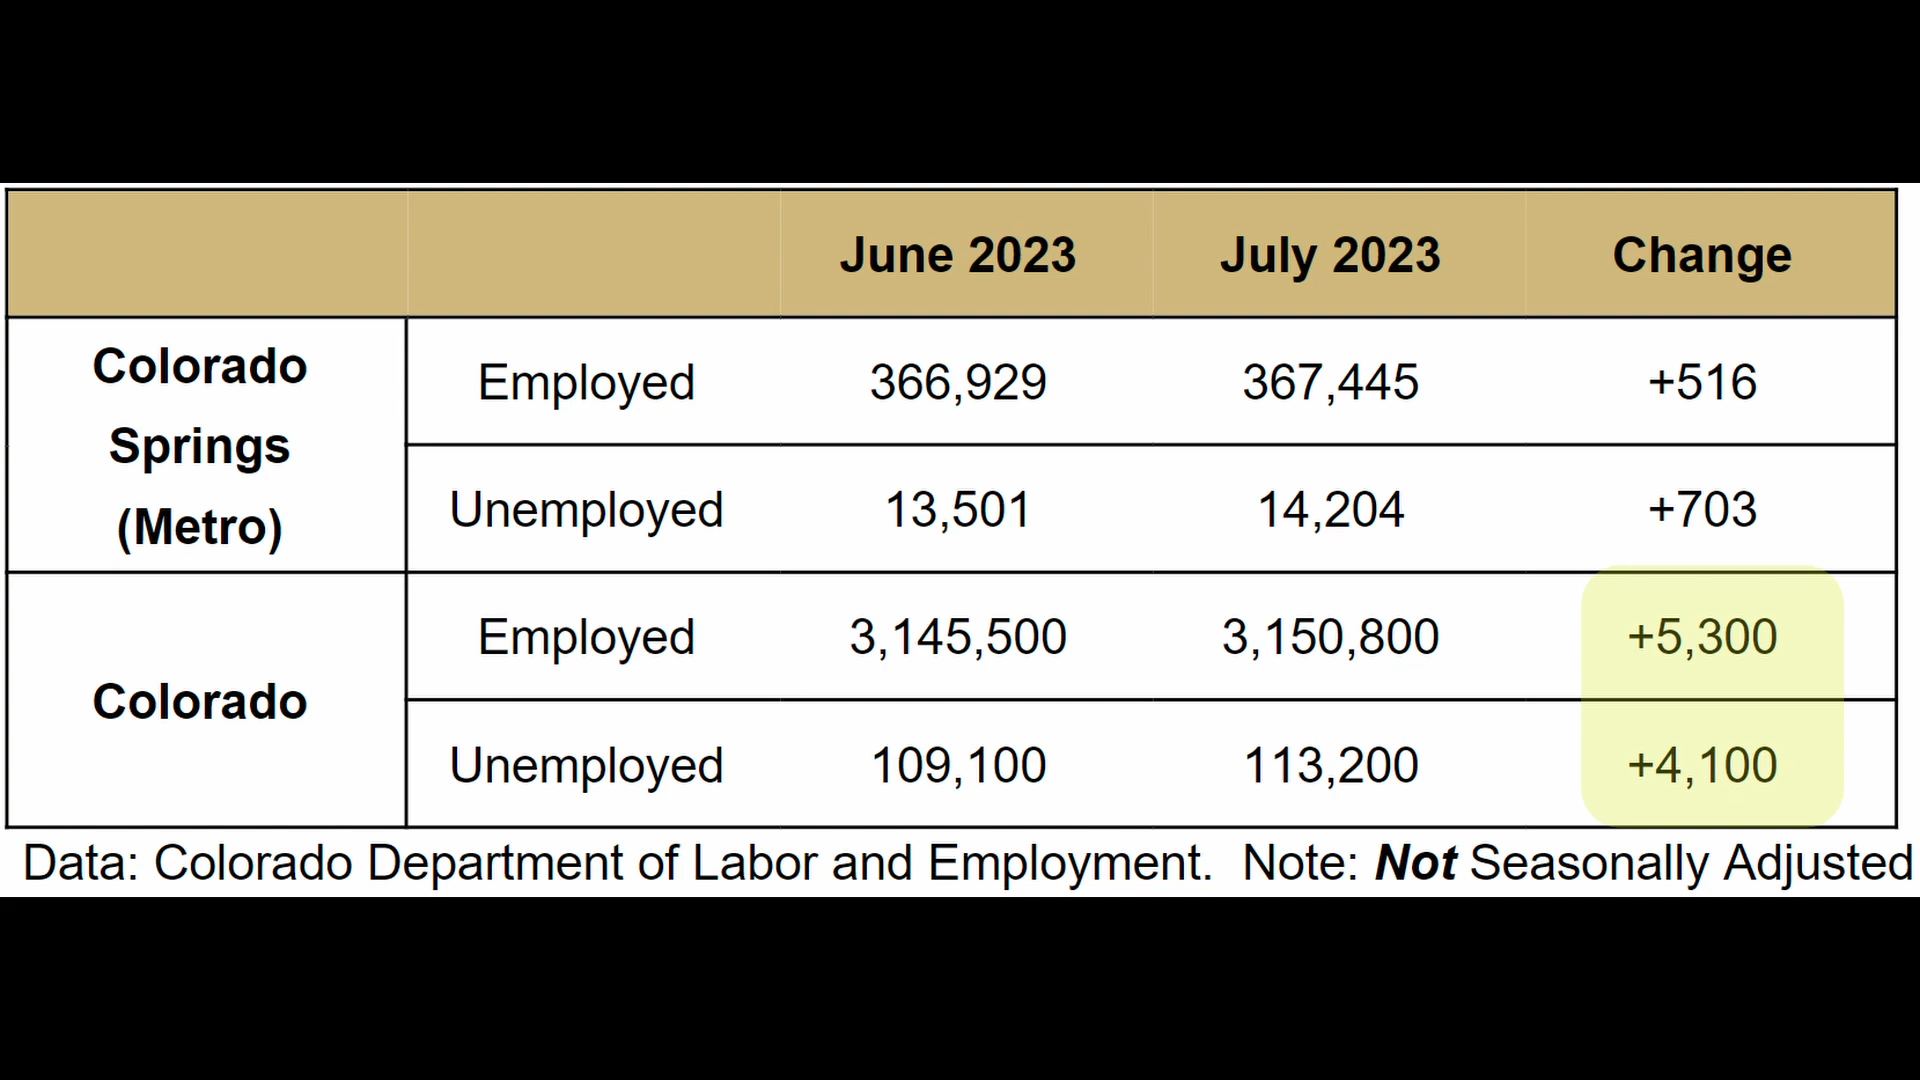 June 2023 July 2023 Change
Colorado
Springs
(Metro)
Employed 366,929 367,445 +516
Unemployed 13,501 14,204 +703
Colorado
Employed 3,145,500 3,150,800 +5,300
Unemployed 109,100 113,200 +4,100
Data: Colorado Department of Labor and Employment. Note: Not Seasonally Adjusted